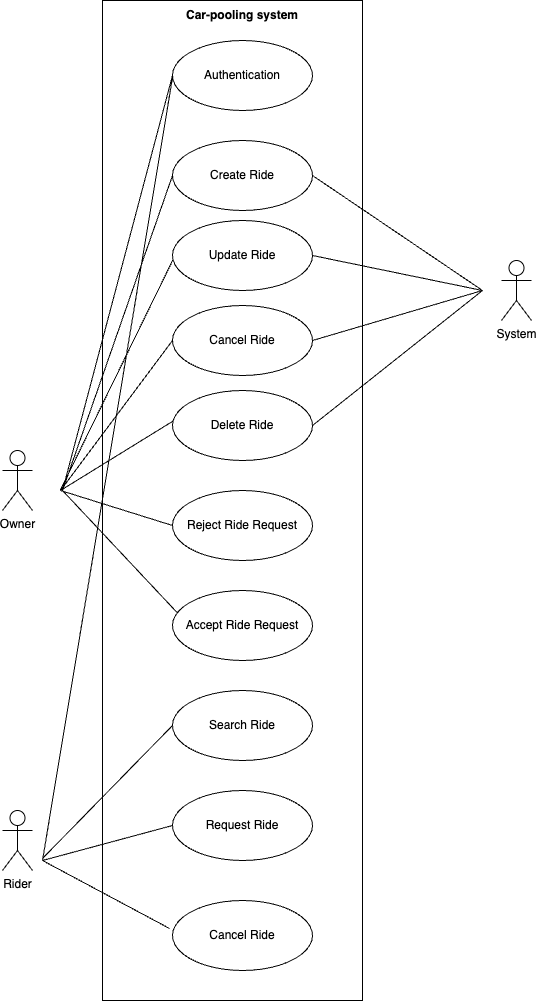 Car-pooling system
Authentication
Create Ride
Update Ride
System
Cancel Ride
Delete Ride
Owner
Reject Ride Request
Accept Ride Request
Search Ride
Request Ride
Rider
Cancel Ride